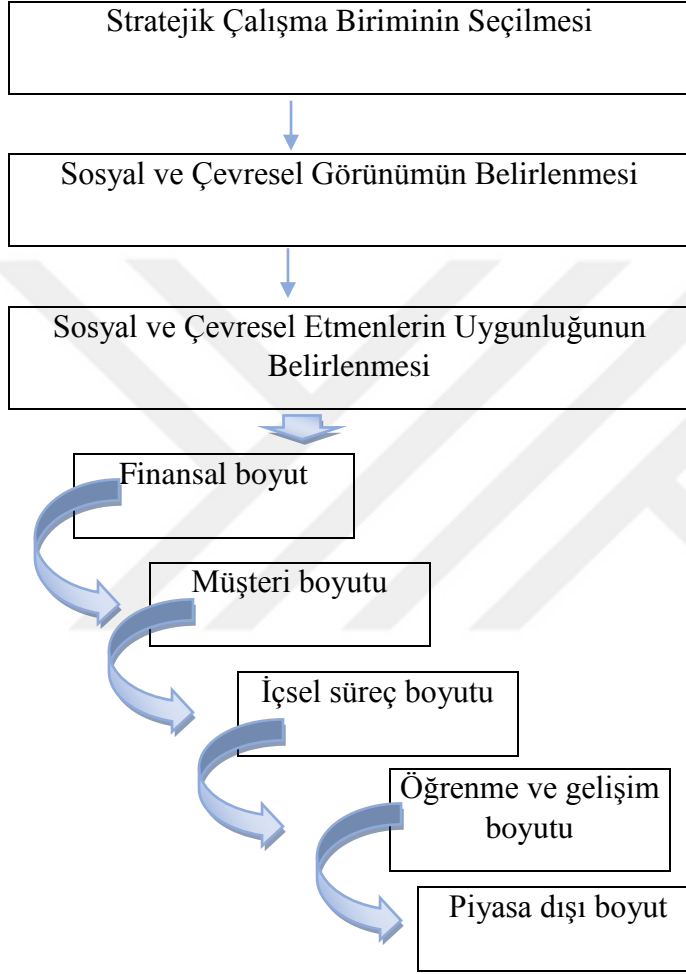 Stratejik Çalışma Biriminin Seçilmesi
Sosyal ve Çevresel Görünümün Belirlenmesi
Sosyal ve Çevresel Etmenlerin Uygunluğunun
Belirlenmesi
Finansal boyut
Müşteri boyutu
İçsel süreç boyutu
Öğrenme ve gelişim
boyutu
Piyasa dışı boyut